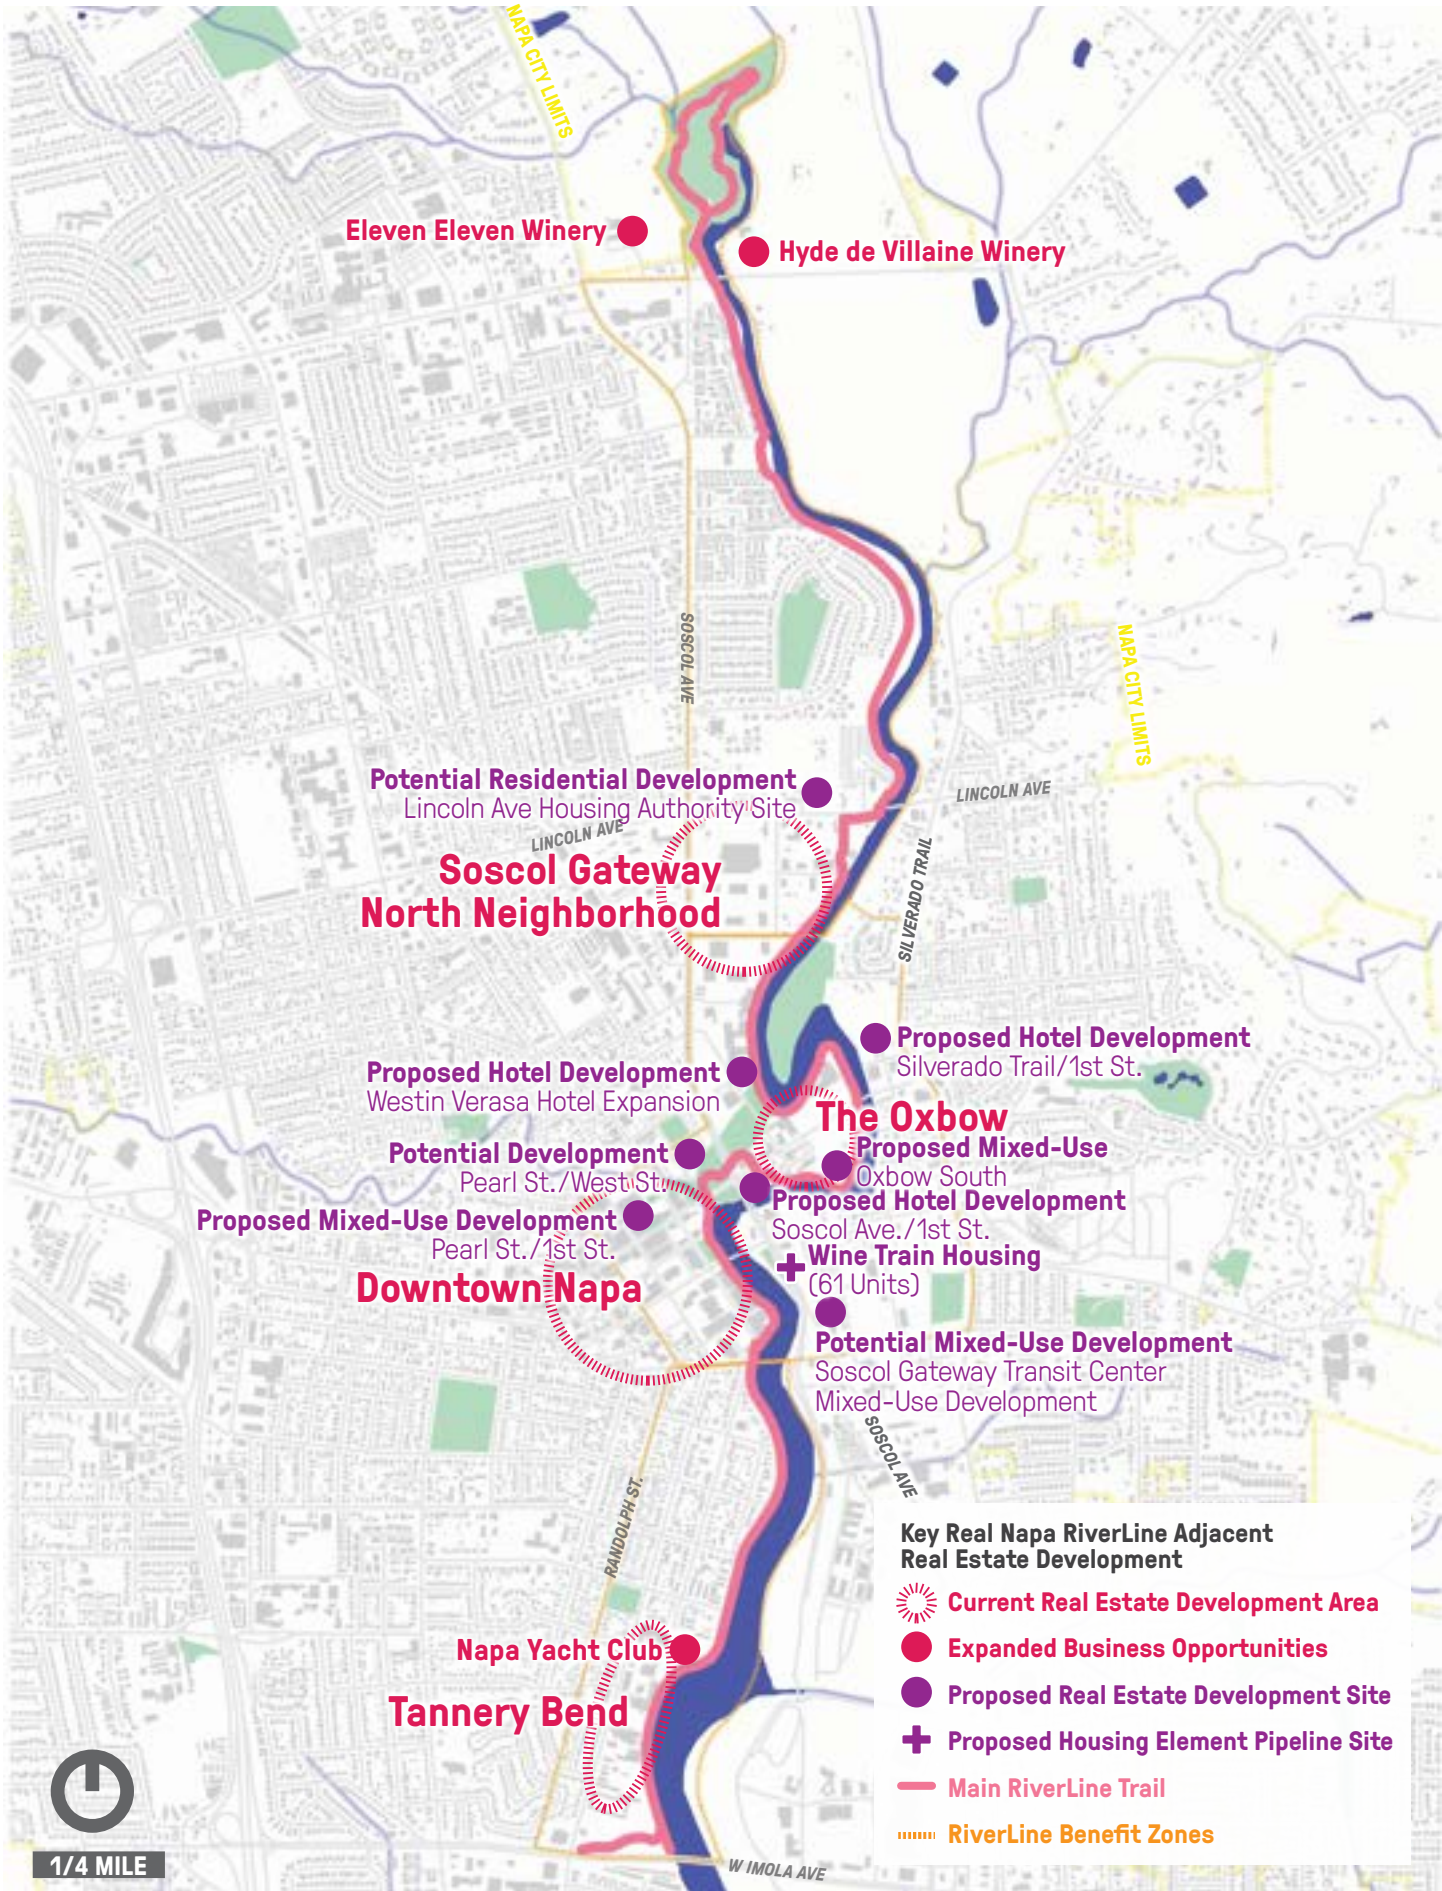 NAPA CITY LIMITS
Eleven Eleven Winery
Hyde de Villaine Winery
SOSCOL AVE
NAPA CITY LIMITS
Potential Residential Development
Lincoln Ave Housing Authority Site
LINCOLN AVE
LINCOLN AVE
Soscol Gateway
North Neighborhood
SILVERADO TRAIL
Proposed Hotel Development
Silverado Trail/1st St.
Proposed Hotel Development
Westin Verasa Hotel Expansion
The Oxbow
Potential Development
Pearl St./West St.
Proposed Mixed-Use
Oxbow South
Proposed Mixed-Use Development
Pearl St./1st St.
Proposed Hotel Development
Soscol Ave./1st St.
Wine Train Housing
(61 Units)
Downtown Napa
Potential Mixed-Use Development
Soscol Gateway Transit Center
Mixed-Use Development
SOSCOL AVE
RANDOLPH ST.
Napa Yacht Club
Tannery Bend
W IMOLA AVE
1/4 MILE
Key Real Napa RiverLine Adjacent
Real Estate Development
Current Real Estate Development Area
Expanded Business Opportunities
Proposed Real Estate Development Site
Proposed Housing Element Pipeline Site
Main RiverLine Trail
RiverLine Benefit Zones